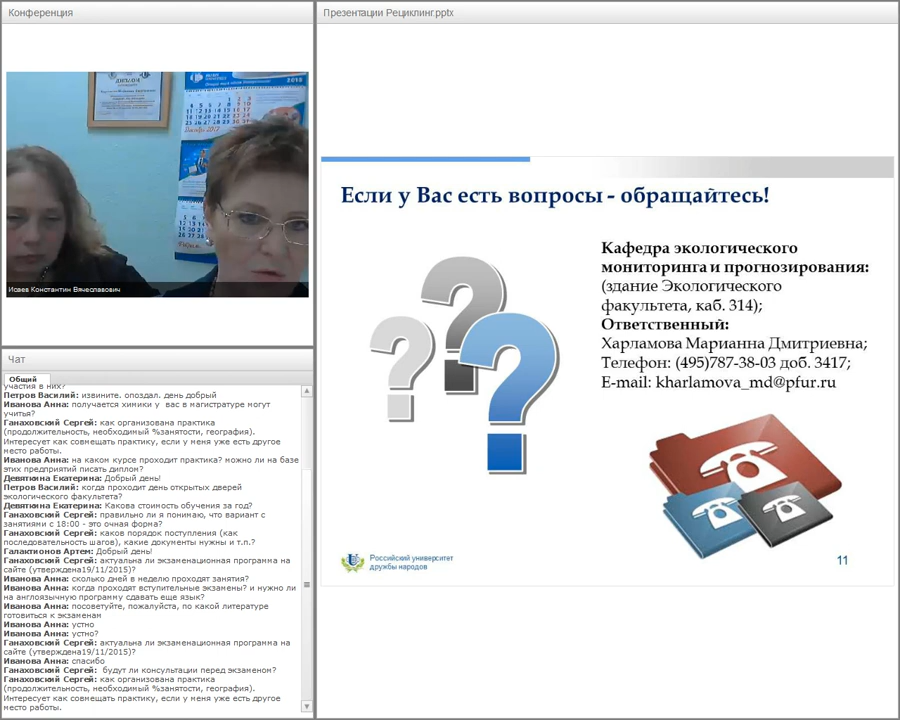 Конференция
ДИПЛОМ
2018
Декабрь 2017
Исаев Константин Вячеславович
Чат
Общий
участия в них?
Петров Василий: извините. опоздал. день добрый
Иванова Анна: получается химики у вас в магистратуре могут
учитья?
Ганаховский Сергей: как организована практика
(продолжительность, необходимый %занятости, география).
Интересует как совмещать практику, если у меня уже есть другое
место работы.
Иванова Анна: на каком курсе проходит практика? можно ли на базе
этих предприятий писать диплом?
Девяткина Екатерина: Добрый день!
Петров Василий: когда проходит день открытых дверей
экологического факультета?
Девяткина Екатерина: Какова стоимость обучения за год?
Ганаховский Сергей: правильно ли я понимаю, что вариант с
занятиями с 18:00 - это очная форма?
Ганаховский Сергей: каков порядок поступления (как
последовательность шагов), какие документы нужны и т.п.?
Галактионов Артем: Добрый день!
Ганаховский Сергей: актуальна ли экзаменационная программа на
сайте (утверждена19/11/2015)?
Иванова Анна: сколько дней в неделю проходят занятия?
Иванова Анна: когда проходят вступительные экзамены? и нужно ли
на англоязычную программу сдавать еще язык?
Иванова Анна: посоветуйте, пожалуйста, по какой литературе
готовиться к экзаменам
Иванова Анна: устно
Иванова Анна: устно?
Ганаховский Сергей: актуальна ли экзаменационная программа на
сайте (утверждена19/11/2015)?
Иванова Анна: спасибо
Ганаховский Сергей: будут ли консультации перед экзаменом?
Ганаховский Сергей: как организована практика
(продолжительность, необходимый %занятости, география).
Интересует как совмещать практику, если у меня уже есть другое
место работы.
Презентации Рециклинг.pptx
Если у Вас есть вопросы - обращайтесь!
Кафедра экологического
мониторинга и прогнозирования:
(здание Экологического
факультета, каб. 314);
Ответственный:
Харламова Марианна Дмитриевна;
Телефон: (495)787-38-03 доб. 3417;
E-mail: kharlamova_md@pfur.ru
Российский университет
дружбы народов
11